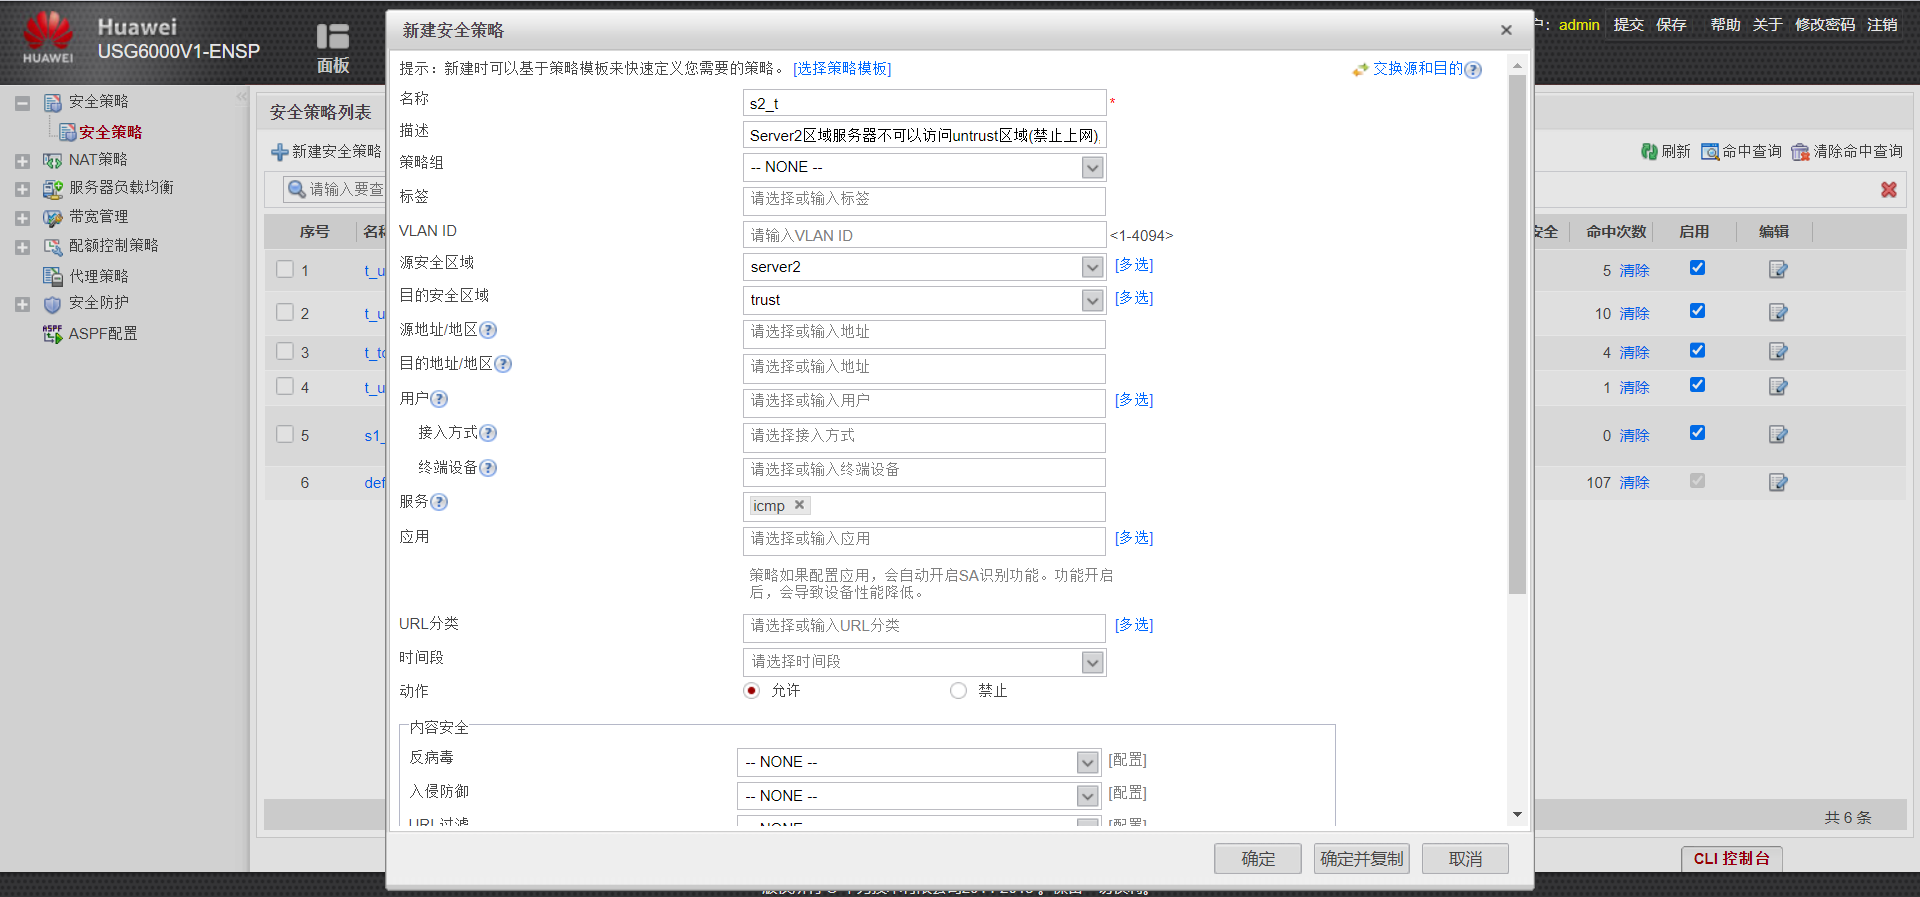 HUAWEI
Huawei
USG6000V1-ENSP
面板
admin 提交 保存 帮助 关于 修改密码 注销
安全策略
安全策略
NAT策略
服务器负载均衡
带宽管理
配额控制策略
代理策略
安全防护
ASPF配置
安全策略列表
新建安全策略
刷新 命中查询 清除命中查询
请输入要查
序号 名称
安全 命中次数 启用 编辑
1 t_u
5 清除
2 t_u
10 清除
3 t_to
4 清除
4 t_u
1 清除
5 s1_
0 清除
6 def
107 清除
共 6 条
CLI 控制台
新建安全策略
提示：新建时可以基于策略模板来快速定义您需要的策略。 [选择策略模板]
交换源和目的
名称 s2_t *
描述 Server2区域服务器不可以访问untrust区域(禁止上网)
策略组 -- NONE --
标签 请选择或输入标签
VLAN ID 请输入VLAN ID <1-4094>
源安全区域 server2 [多选]
目的安全区域 trust [多选]
源地址/地区 请选择或输入地址
目的地址/地区 请选择或输入地址
用户 请选择或输入用户 [多选]
接入方式 请选择接入方式
终端设备 请选择或输入终端设备
服务 icmp
应用 请选择或输入应用 [多选]
策略如果配置应用，会自动开启SA识别功能。功能开启
后，会导致设备性能降低。
URL分类 请选择或输入URL分类 [多选]
时间段 请选择时间段
动作 允许 禁止
内容安全
反病毒 -- NONE -- [配置]
入侵防御 -- NONE -- [配置]
URL过滤 -- NONE -- [配置]
确定 确定并复制 取消